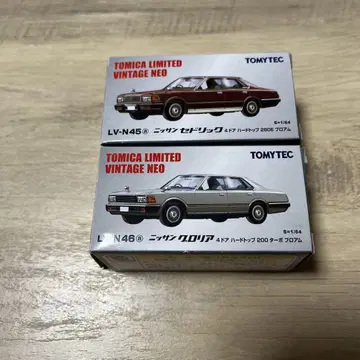 TOMICA LIMITED
VINTAGE NEO
TOMYTEC
S=1/64
LV-N45ⓐ ニッサン セドリック 4ドア ハードトップ 280E ブロアム
TOMICA LIMITED
VINTAGE NEO
TOMYTEC
S=1/64
LV-N46ⓐ ニッサン グロリア 4ドア ハードトップ 200 ターボ ブロアム